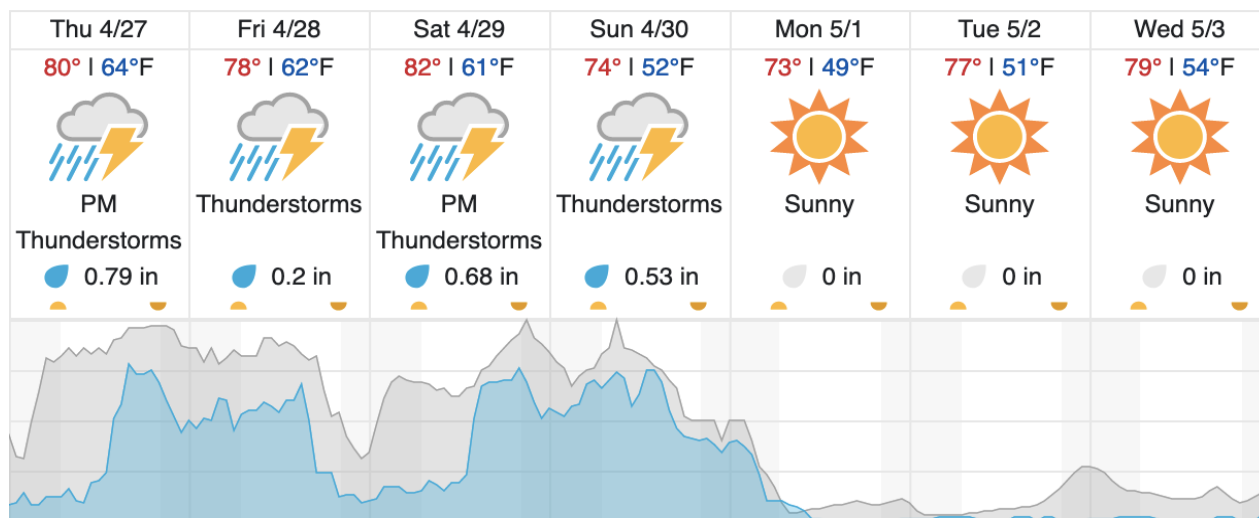 Thu 4/27 Fri 4/28 Sat 4/29 Sun 4/30 Mon 5/1 Tue 5/2 Wed 5/3
80° | 64°F 78° | 62°F 82° | 61°F 74° | 52°F 73° | 49°F 77° | 51°F 79° | 54°F
PM Thunderstorms PM Thunderstorms Sunny Sunny Sunny
Thunderstorms Thunderstorms
0.79 in 0.2 in 0.68 in 0.53 in 0 in 0 in 0 in